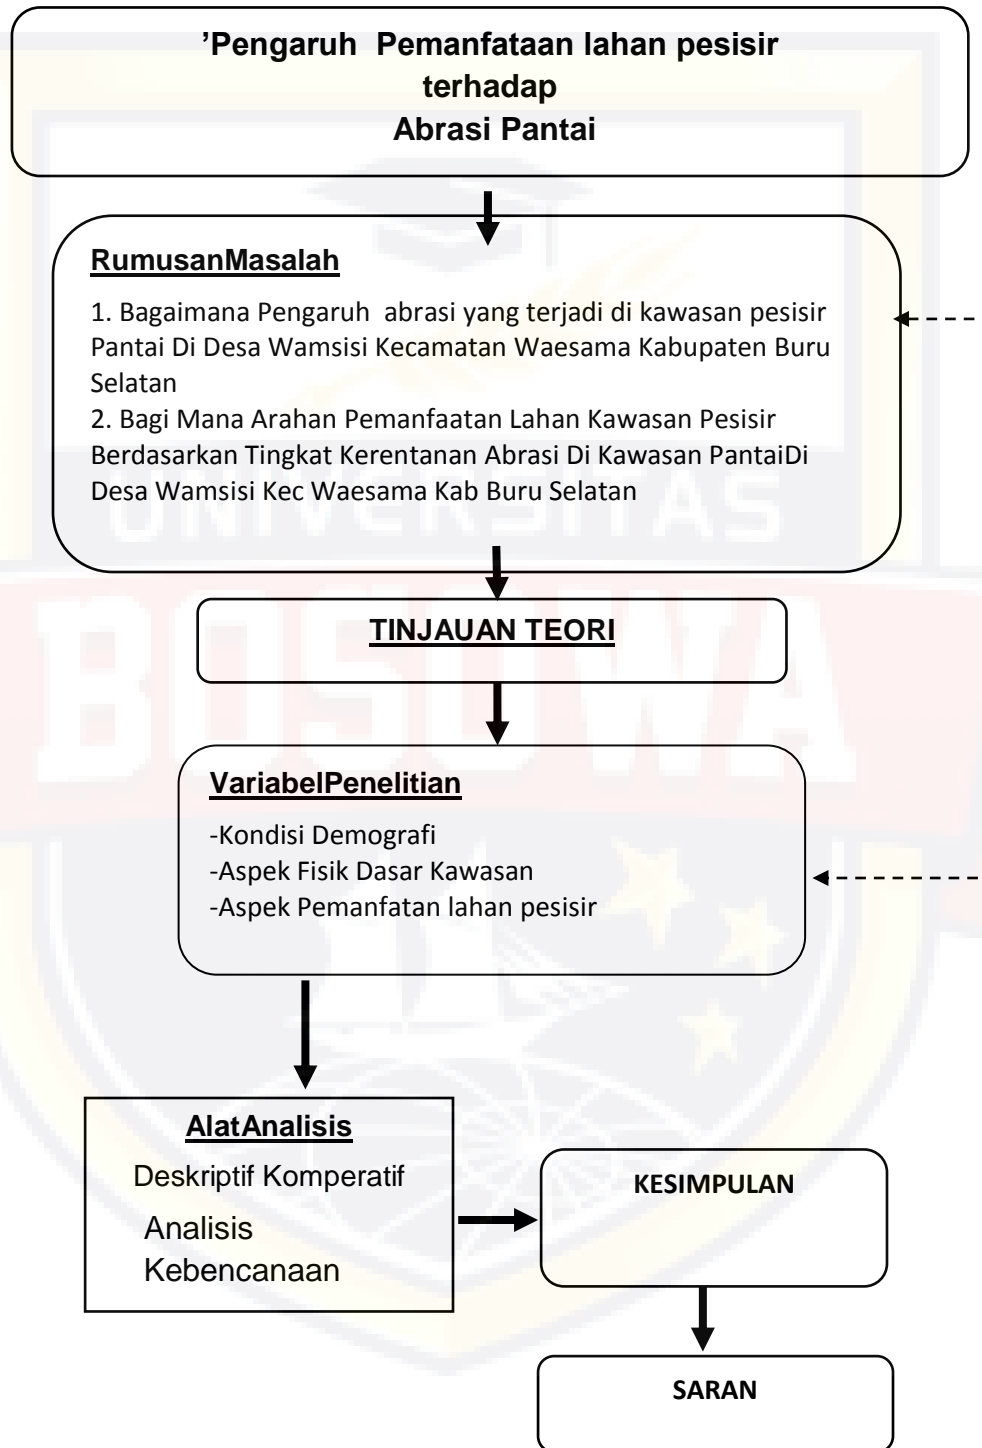 ’Pengaruh Pemanfataan lahan pesisir
terhadap
Abrasi Pantai
RumusanMasalah
1. Bagaimana Pengaruh abrasi yang terjadi di kawasan pesisir
Pantai Di Desa Wamsisi Kecamatan Waesama Kabupaten Buru
Selatan
2. Bagi Mana Arahan Pemanfaatan Lahan Kawasan Pesisir
Berdasarkan Tingkat Kerentanan Abrasi Di Kawasan PantaiDi
Desa Wamsisi Kec Waesama Kab Buru Selatan
UNIVERSITAS
TINJAUAN TEORI
BOSOWA
VariabelPenelitian
-Kondisi Demografi
-Aspek Fisik Dasar Kawasan
-Aspek Pemanfatan lahan pesisir
AlatAnalisis
Deskriptif Komperatif
Analisis
Kebencanaan
KESIMPULAN
SARAN